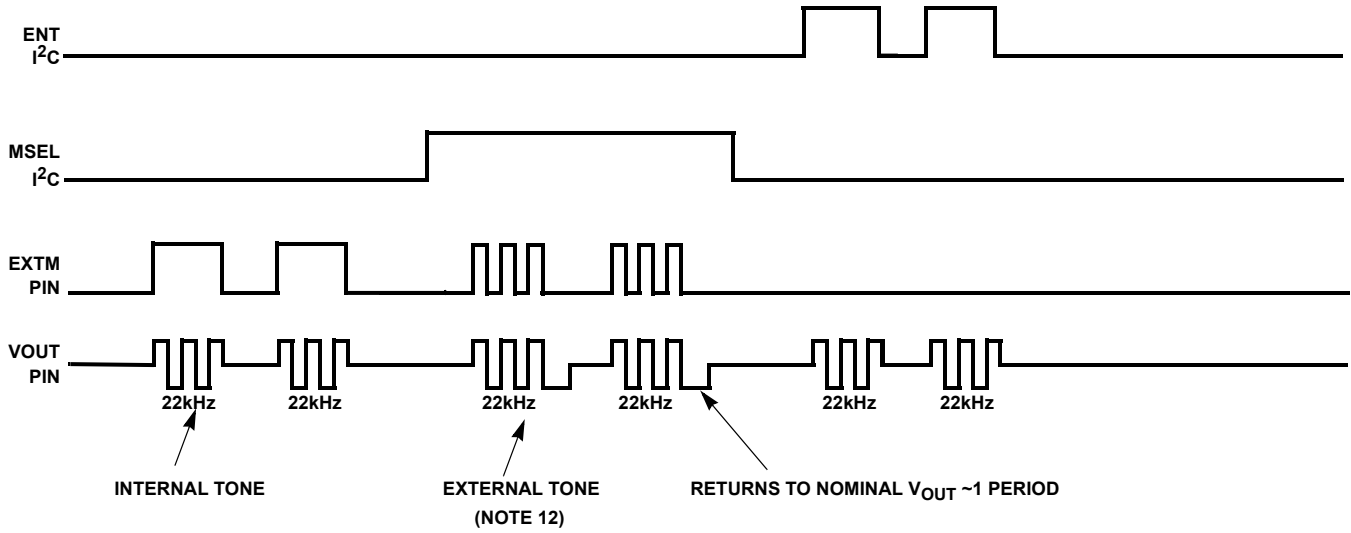 ENT
I²C
MSEL
I²C
EXTM
PIN
VOUT
PIN
22kHz 22kHz 22kHz 22kHz 22kHz 22kHz
INTERNAL TONE
EXTERNAL TONE
(NOTE 12)
RETURNS TO NOMINAL VOUT ~1 PERIOD